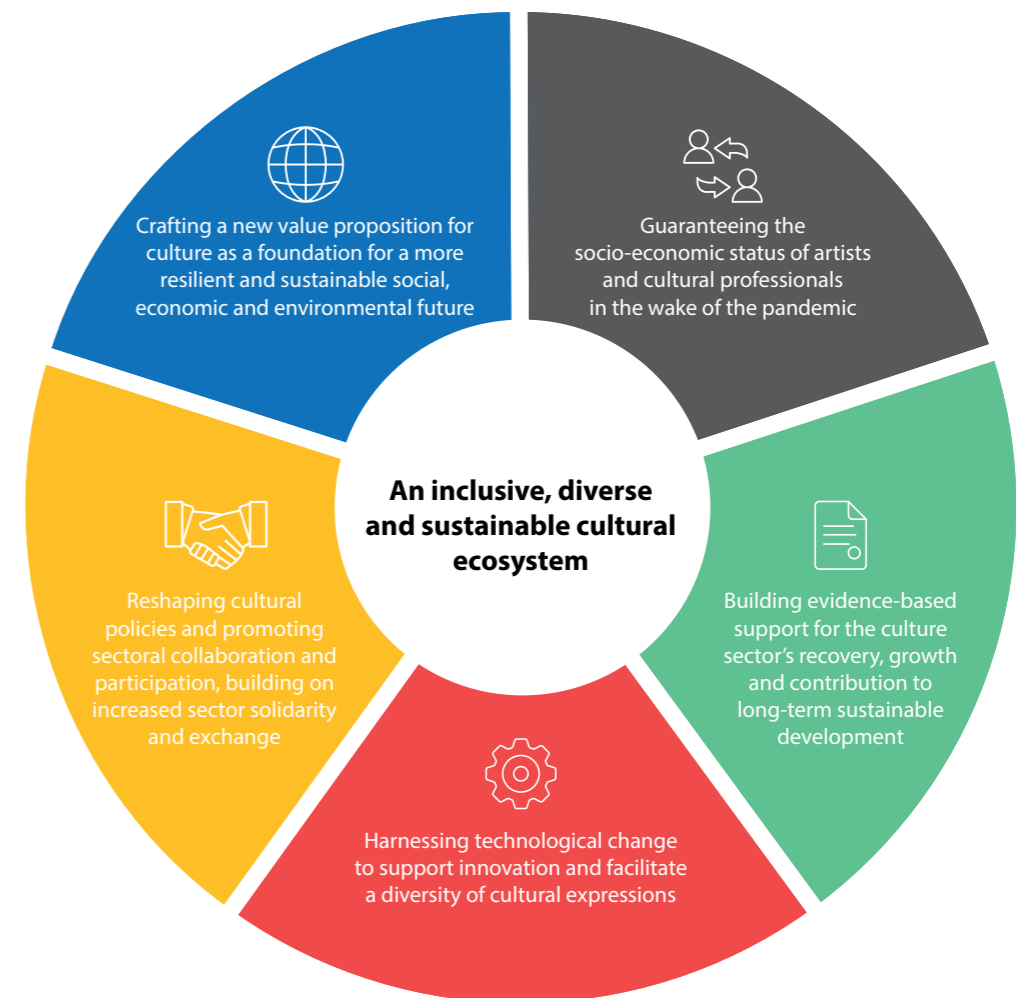 Crafting a new value proposition for
culture as a foundation for a more
resilient and sustainable social,
economic and environmental future
Guaranteeing the
socio-economic status of artists
and cultural professionals
in the wake of the pandemic
An inclusive, diverse
and sustainable cultural
ecosystem
Reshaping cultural
policies and promoting
sectoral collaboration and
participation, building on
increased sector solidarity
and exchange
Building evidence-based
support for the culture
sector’s recovery, growth
and contribution to
long-term sustainable
development
Harnessing technological change
to support innovation and facilitate
a diversity of cultural expressions